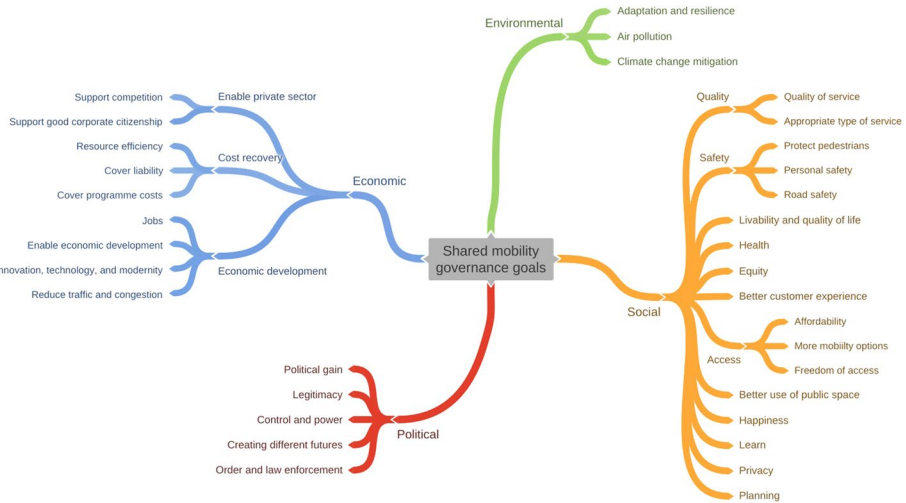 Shared mobility
governance goals
Environmental
Adaptation and resilience
Air pollution
Climate change mitigation
Economic
Enable private sector
Support competition
Support good corporate citizenship
Cost recovery
Resource efficiency
Cover liability
Cover programme costs
Economic development
Jobs
Enable economic development
nnovation, technology, and modernity
Reduce traffic and congestion
Political
Political gain
Legitimacy
Control and power
Creating different futures
Order and law enforcement
Social
Quality
Quality of service
Appropriate type of service
Safety
Protect pedestrians
Personal safety
Road safety
Livability and quality of life
Health
Equity
Better customer experience
Access
Affordability
More mobiilty options
Freedom of access
Better use of public space
Happiness
Learn
Privacy
Planning